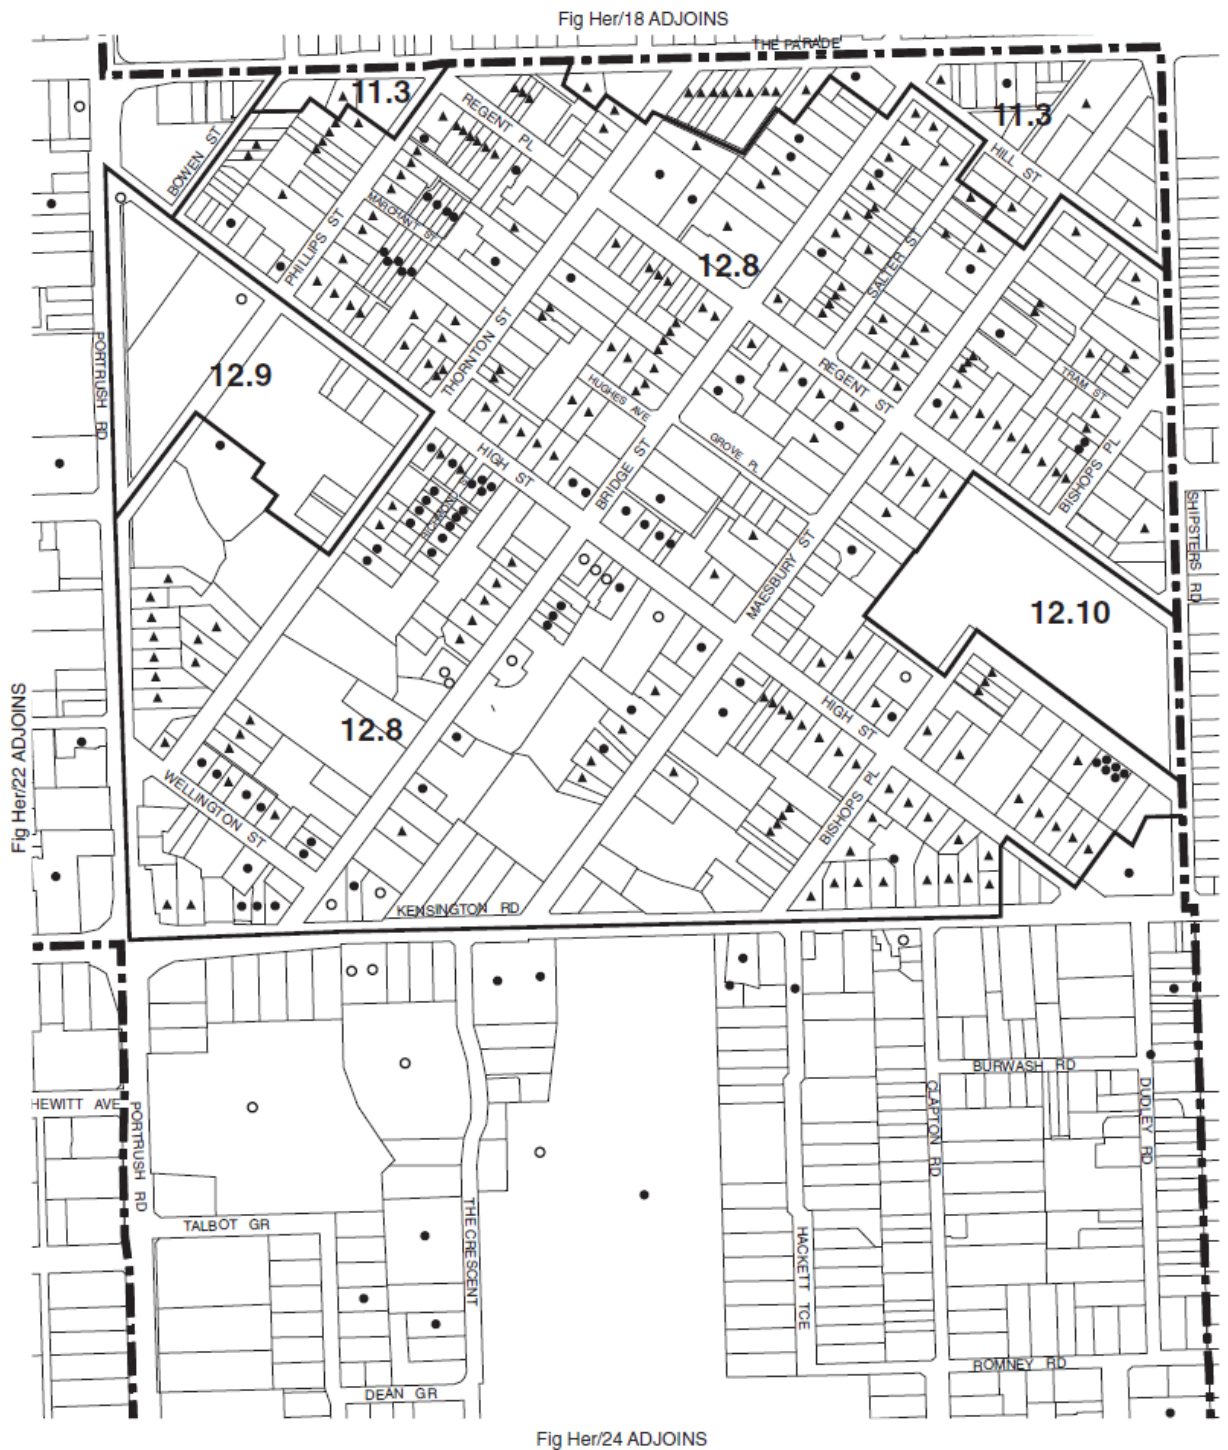 Fig Her/18 ADJOINS
THE PARADE
11.3
REGENT PL
11.3
BOWEN ST
HILL ST
MARCHANT ST
PHILLIPS ST
12.8
SALTER ST
THORNTON ST
PORTRUSH RD
12.9
REGENT ST
TRAM ST
HUGHES AVE
GROVE PL
HIGH ST
BRIDGE ST
BISHOPS PL
RICHMOND
SHIPSTERS RD
MAESBURY ST
12.10
Fig Her/22 ADJOINS
12.8
HIGH ST
WELLINGTON ST
BISHOPS PL
KENSINGTON RD
BURWASH RD
HEWITT AVE
PORTRUSH RD
CLAPTON RD
DUDLEY RD
TALBOT GR
THE CRESCENT
HACKETT TCE
ROMNEY RD
DEAN GR
Fig Her/24 ADJOINS